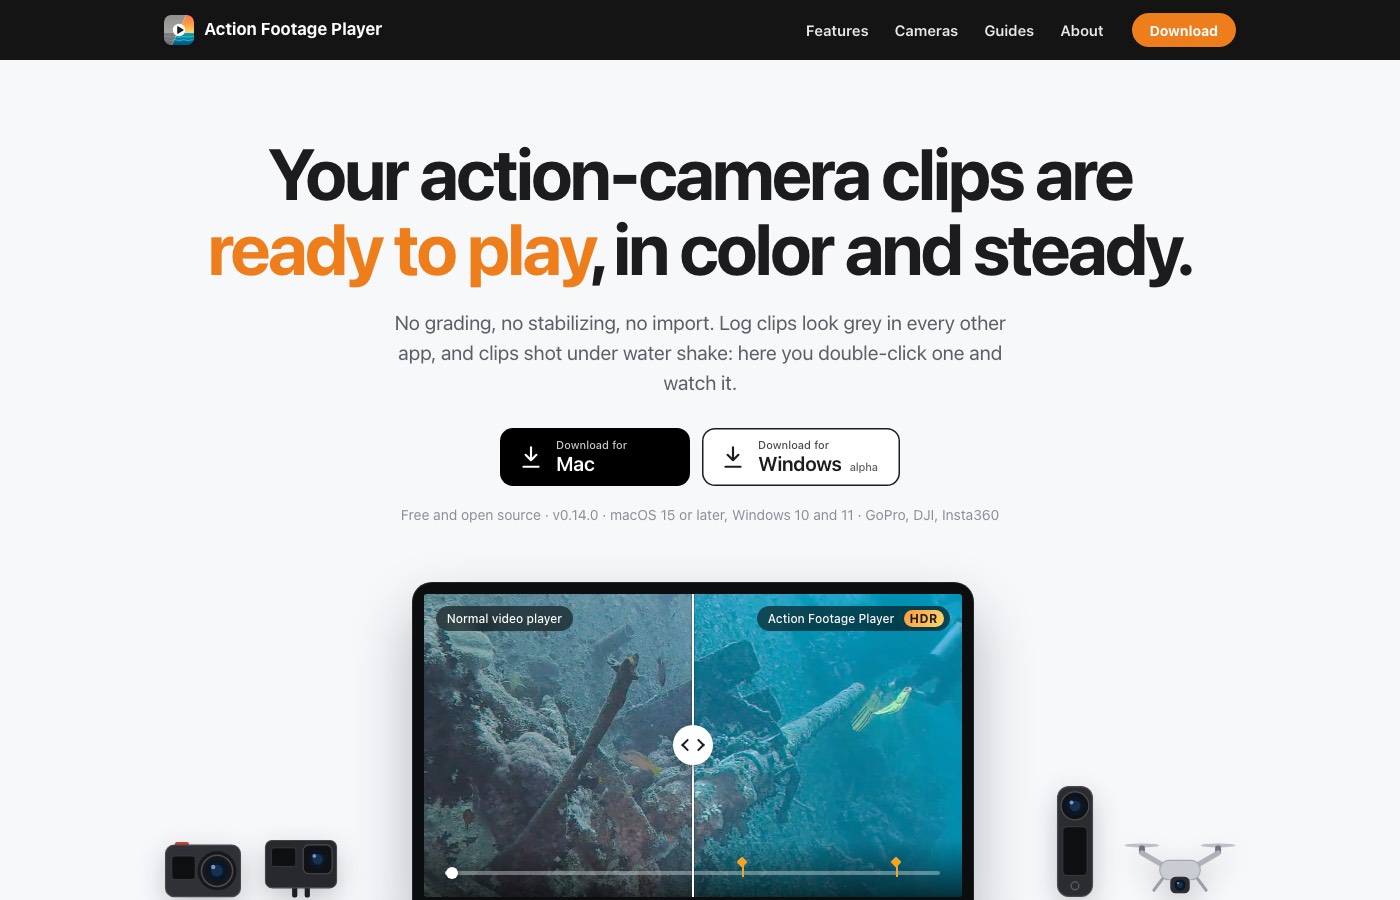 Action Footage Player
Features
Cameras
Guides
About
Download
Your action-camera clips are
ready to play, in color and steady.
No grading, no stabilizing, no import. Log clips look grey in every other
app, and clips shot under water shake: here you double-click one and
watch it.
Download for
Mac
Download for
Windows alpha
Free and open source · v0.14.0 · macOS 15 or later, Windows 10 and 11 · GoPro, DJI, Insta360
Normal video player
Action Footage Player HDR